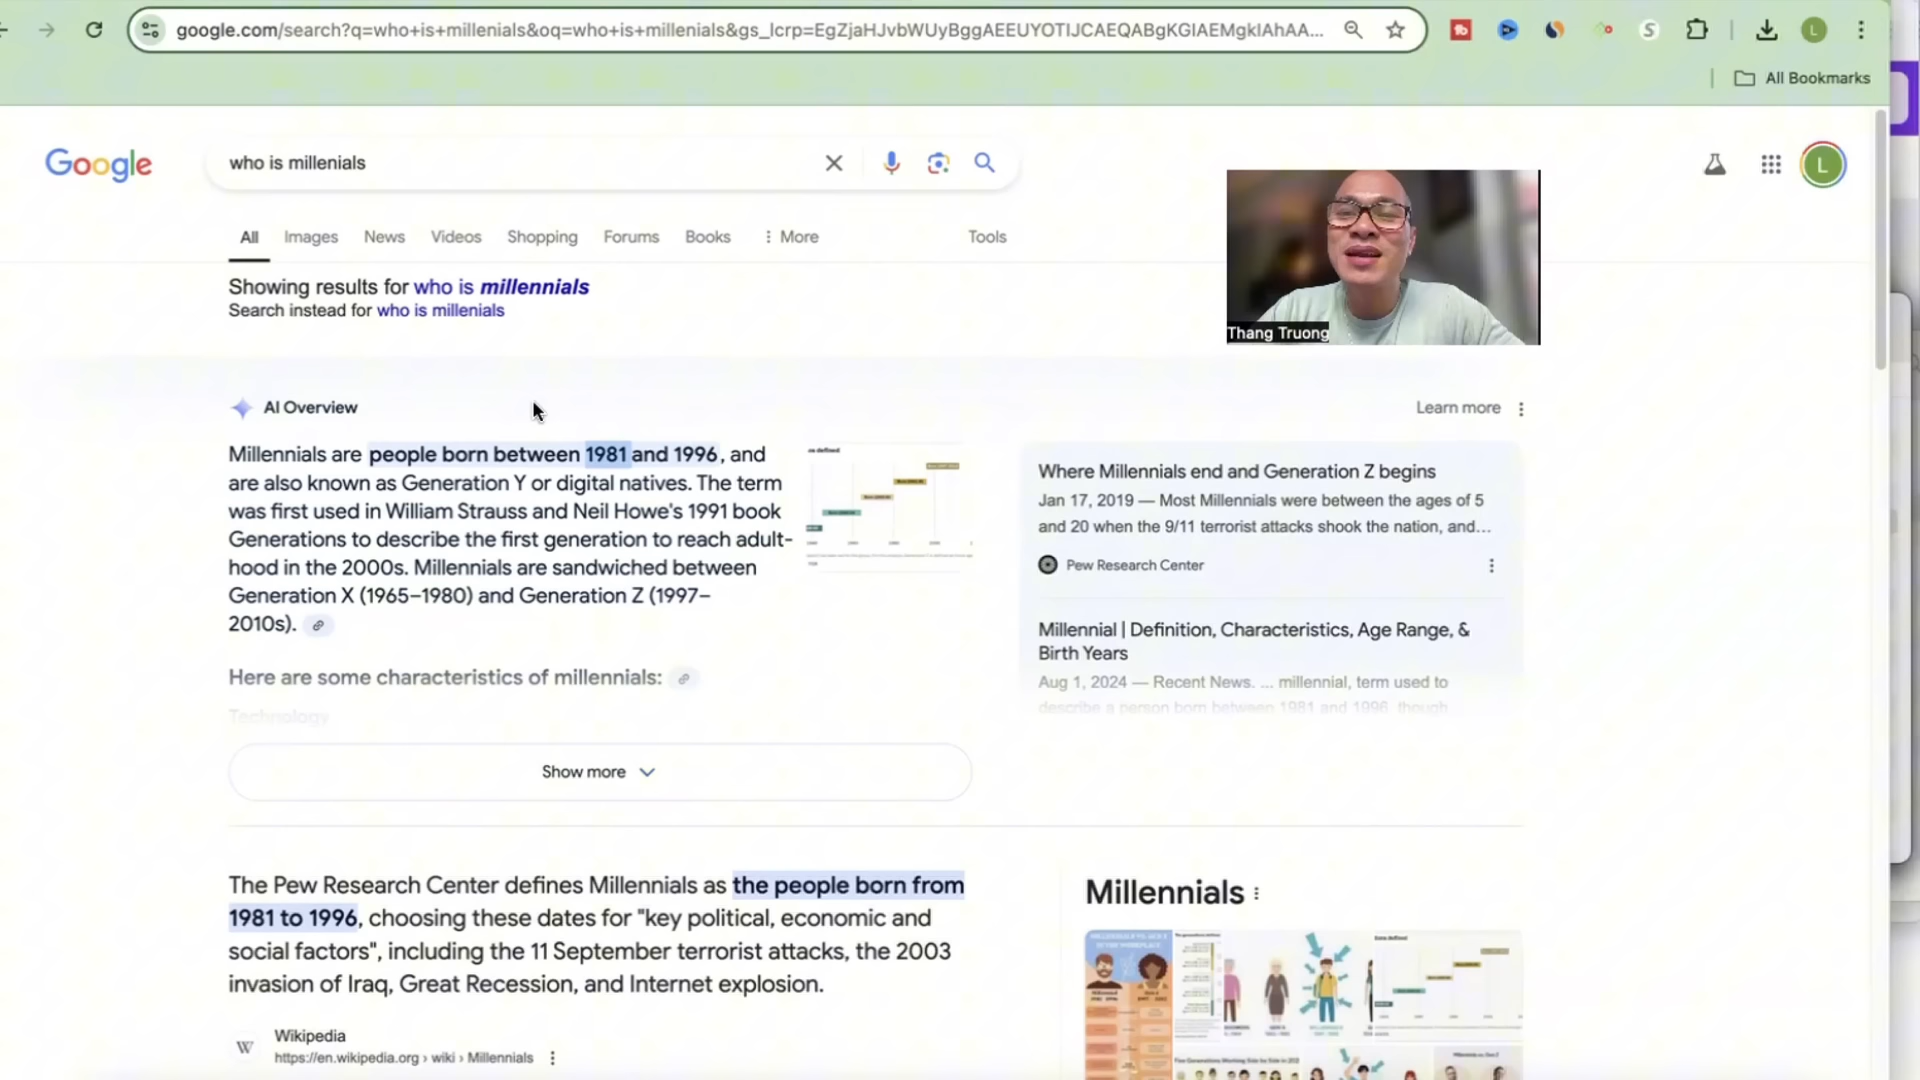 google.com/search?q=who+is+millenials&oq=who+is+millenials&gs_lcrp=EgZjaHJvbWUyBggAEEUYOTIJCAEQABgKGIAEMgkIAhAA...
All Bookmarks
Google
who is millenials
L
All
Images
News
Videos
Shopping
Forums
Books
More
Tools
Showing results for who is millennials
Search instead for who is millenials
Thang Truong
AI Overview
Learn more
Millennials are people born between 1981 and 1996, and
are also known as Generation Y or digital natives. The term
was first used in William Strauss and Neil Howe's 1991 book
Generations to describe the first generation to reach adult-
hood in the 2000s. Millennials are sandwiched between
Generation X (1965–1980) and Generation Z (1997–
2010s).
Here are some characteristics of millennials:
Technology
Show more
Where Millennials end and Generation Z begins
Jan 17, 2019 — Most Millennials were between the ages of 5
and 20 when the 9/11 terrorist attacks shook the nation, and...
Pew Research Center
Millennial | Definition, Characteristics, Age Range, &
Birth Years
Aug 1, 2024 — Recent News. ... millennial, term used to
describe a person born between 1981 and 1996, though
The Pew Research Center defines Millennials as the people born from
1981 to 1996, choosing these dates for "key political, economic and
social factors", including the 11 September terrorist attacks, the 2003
invasion of Iraq, Great Recession, and Internet explosion.
W
Wikipedia
https://en.wikipedia.org › wiki › Millennials
Millennials